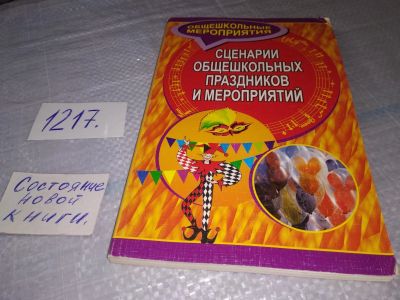 ОБЩЕШКОЛЬНЫЕ
МЕРОПРИЯТИЯ
СЦЕНАРИИ
ОБЩЕШКОЛЬНЫХ
ПРАЗДНИКОВ
И МЕРОПРИЯТИЙ
1217.
Состояние
новой
книги.